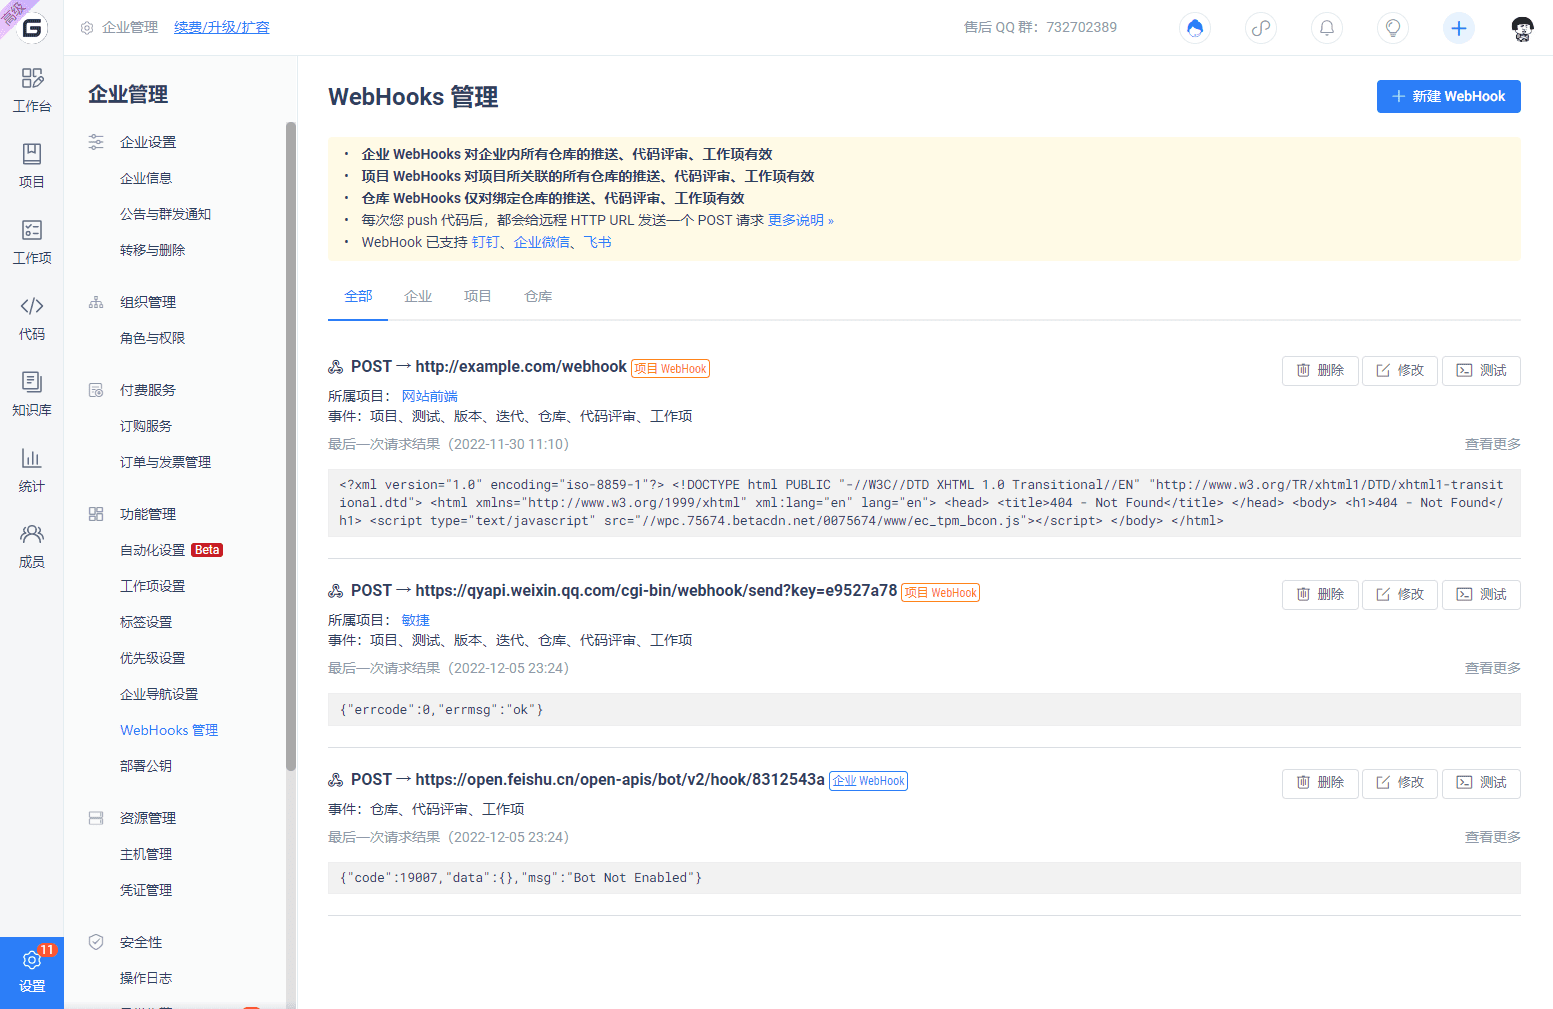 高级
企业管理 续费/升级/扩容
售后 QQ 群：732702389
工作台
项目
工作项
代码
知识库
统计
成员
11
设置
企业管理
企业设置
企业信息
公告与群发通知
转移与删除
组织管理
角色与权限
付费服务
订购服务
订单与发票管理
功能管理
自动化设置 Beta
工作项设置
标签设置
优先级设置
企业导航设置
WebHooks 管理
部署公钥
资源管理
主机管理
凭证管理
安全性
操作日志
WebHooks 管理
新建 WebHook
· 企业 WebHooks 对企业内所有仓库的推送、代码评审、工作项有效
· 项目 WebHooks 对项目所关联的所有仓库的推送、代码评审、工作项有效
· 仓库 WebHooks 仅对绑定仓库的推送、代码评审、工作项有效
· 每次您 push 代码后，都会给远程 HTTP URL 发送一个 POST 请求 更多说明 »
· WebHook 已支持 钉钉、企业微信、飞书
全部 企业 项目 仓库
POST → http://example.com/webhook 项目 WebHook
删除 修改 测试
所属项目： 网站前端
事件：项目、测试、版本、迭代、仓库、代码评审、工作项
最后一次请求结果（2022-11-30 11:10） 查看更多
<?xml version="1.0" encoding="iso-8859-1"?> <!DOCTYPE html PUBLIC "-//W3C//DTD XHTML 1.0 Transitional//EN" "http://www.w3.org/TR/xhtml1/DTD/xhtml1-transit
ional.dtd"> <html xmlns="http://www.w3.org/1999/xhtml" xml:lang="en" lang="en"> <head> <title>404 - Not Found</title> </head> <body> <h1>404 - Not Found</
h1> <script type="text/javascript" src="//wpc.75674.betacdn.net/0075674/www/ec_tpm_bcon.js"></script> </body> </html>
POST → https://qyapi.weixin.qq.com/cgi-bin/webhook/send?key=e9527a78 项目 WebHook
删除 修改 测试
所属项目： 敏捷
事件：项目、测试、版本、迭代、仓库、代码评审、工作项
最后一次请求结果（2022-12-05 23:24） 查看更多
{"errcode":0,"errmsg":"ok"}
POST → https://open.feishu.cn/open-apis/bot/v2/hook/8312543a 企业 WebHook
删除 修改 测试
事件：仓库、代码评审、工作项
最后一次请求结果（2022-12-05 23:24） 查看更多
{"code":19007,"data":{},"msg":"Bot Not Enabled"}